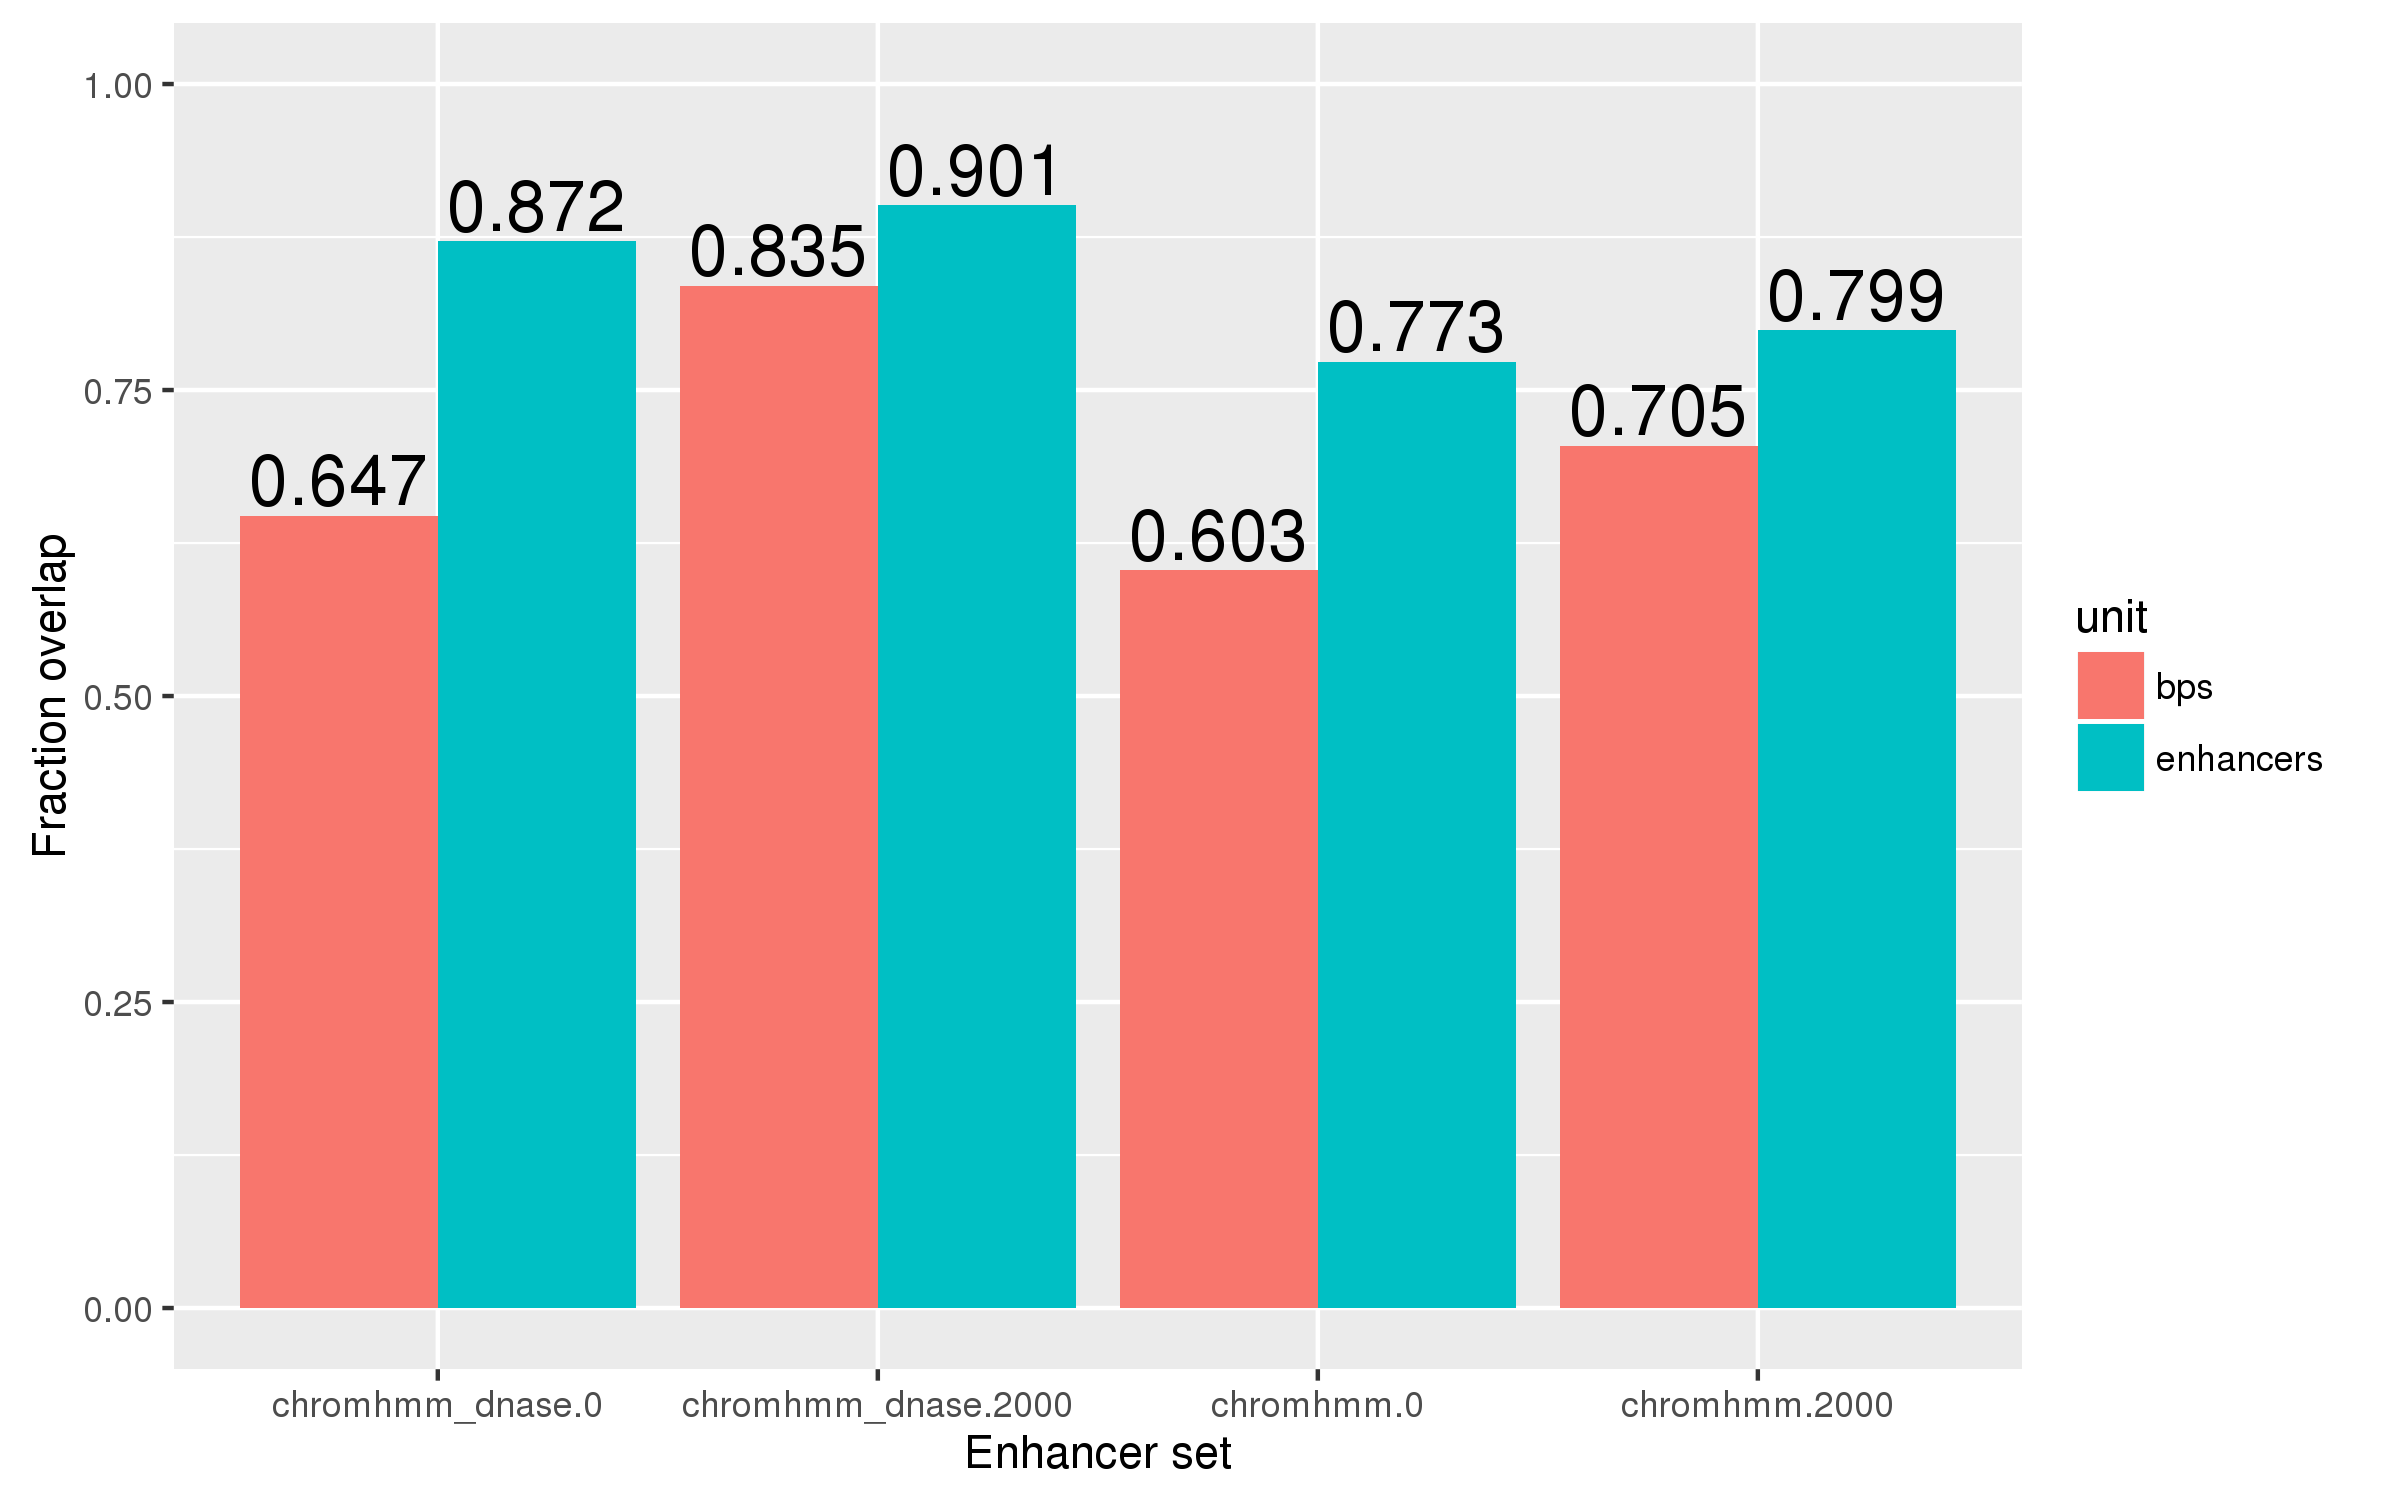 1.00
0.75
0.50
0.25
0.00
Fraction overlap
0.647
0.872
0.835
0.901
0.603
0.773
0.705
0.799
chromhmm_dnase.0
chromhmm_dnase.2000
chromhmm.0
chromhmm.2000
Enhancer set
unit
bps
enhancers